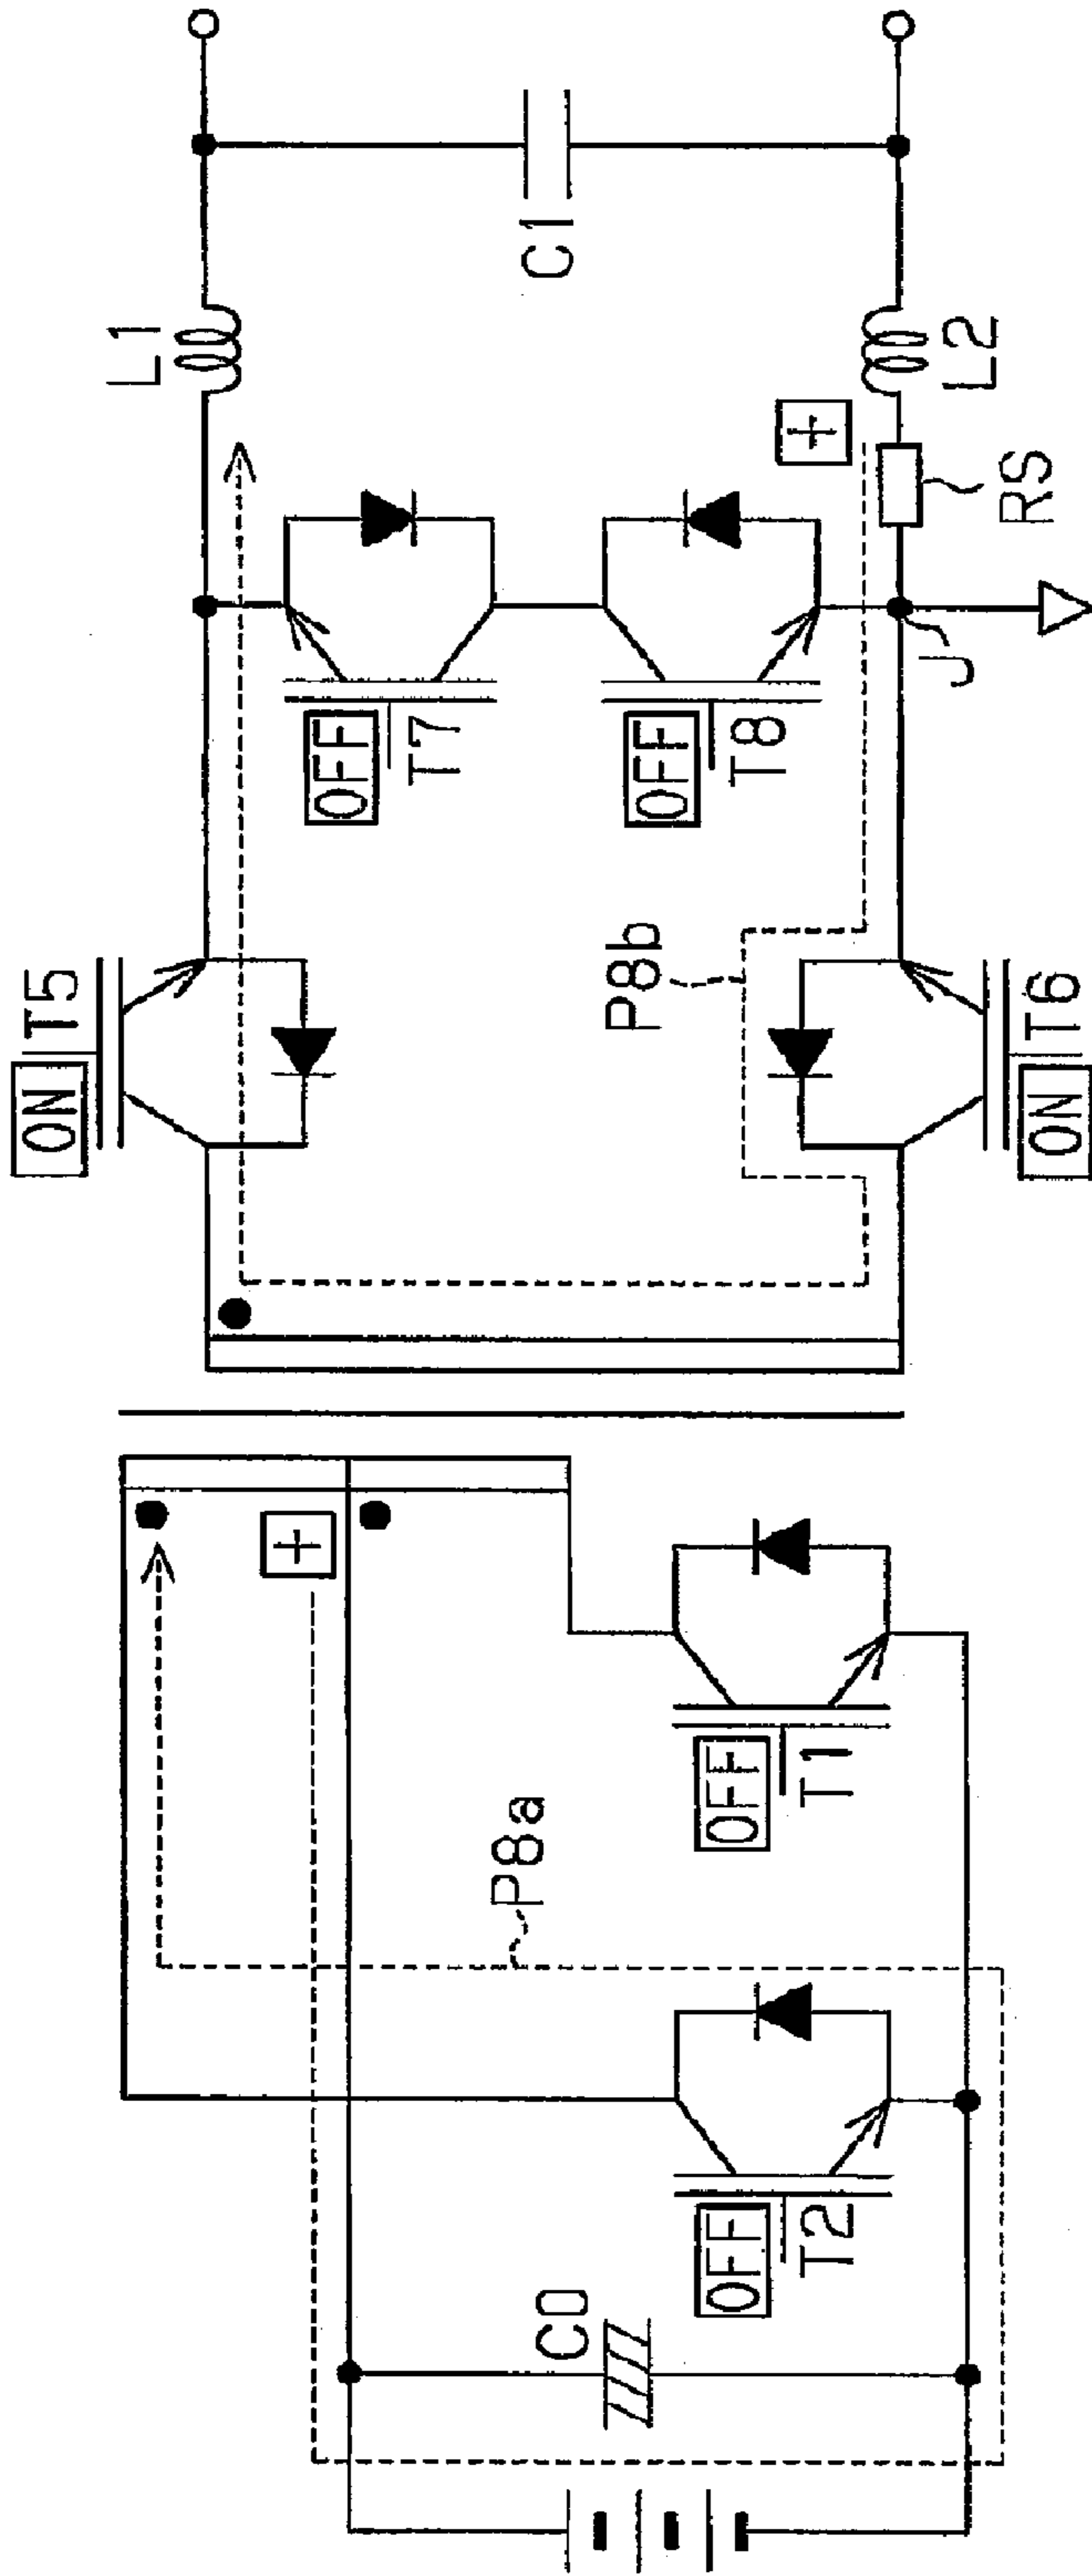 ON
T5
L1
+
OFF
T7
P8a
C1
C0
P8b
OFF
T8
OFF
T2
OFF
T1
+
J
L2
RS
ON
T6